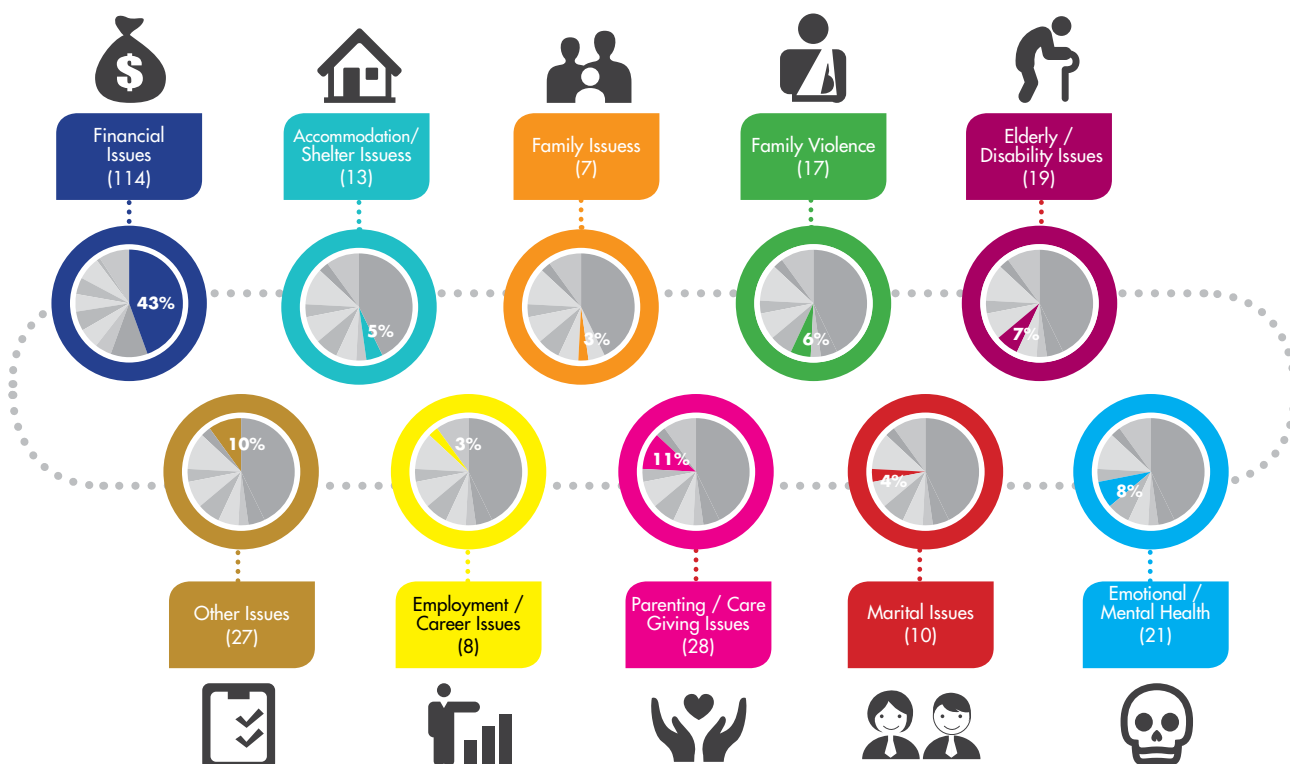 $
Financial
Issues
(114)
Accommodation/
Shelter Issuess
(13)
Family Issuess
(7)
Family Violence
(17)
Elderly /
Disability Issues
(19)
43%
5%
3%
6%
7%
10%
3%
11%
4%
8%
Other Issues
(27)
Employment /
Career Issues
(8)
Parenting / Care
Giving Issues
(28)
Marital Issues
(10)
Emotional /
Mental Health
(21)